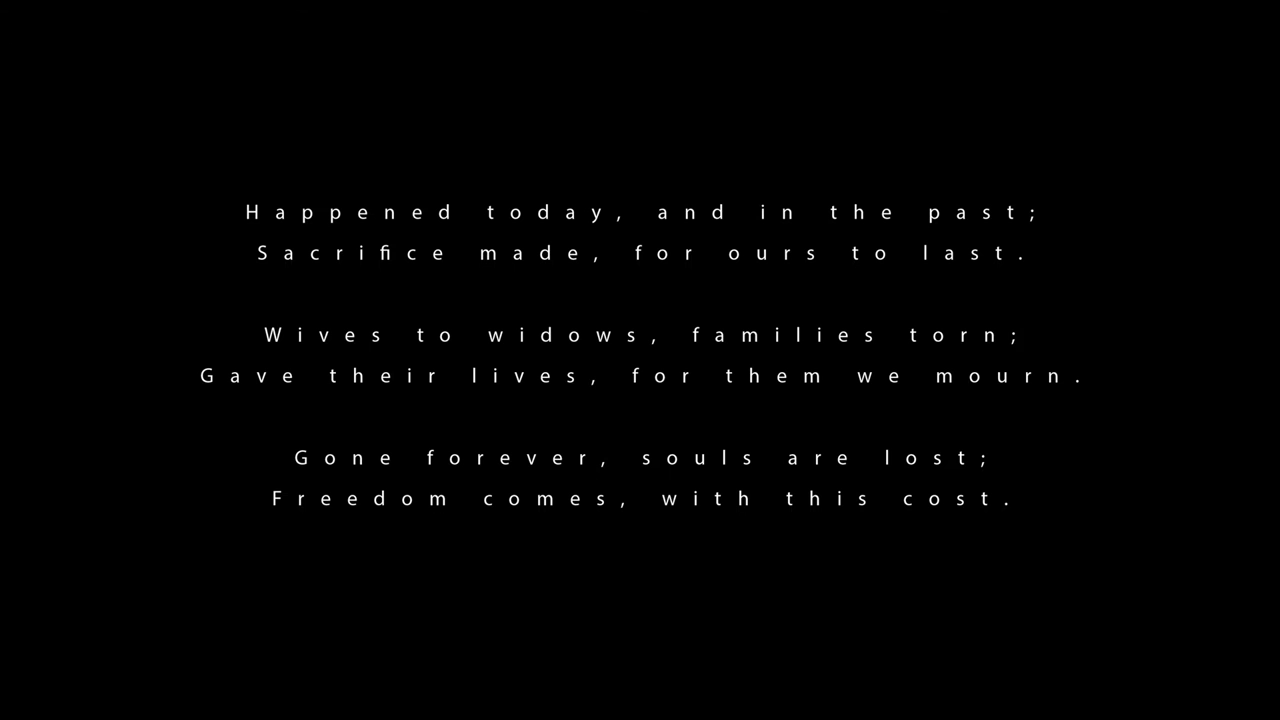 Happened today, and in the past;
Sacrifice made, for ours to last.
Wives to widows, families torn;
Gave their lives, for them we mourn.
Gone forever, souls are lost;
Freedom comes, with this cost.